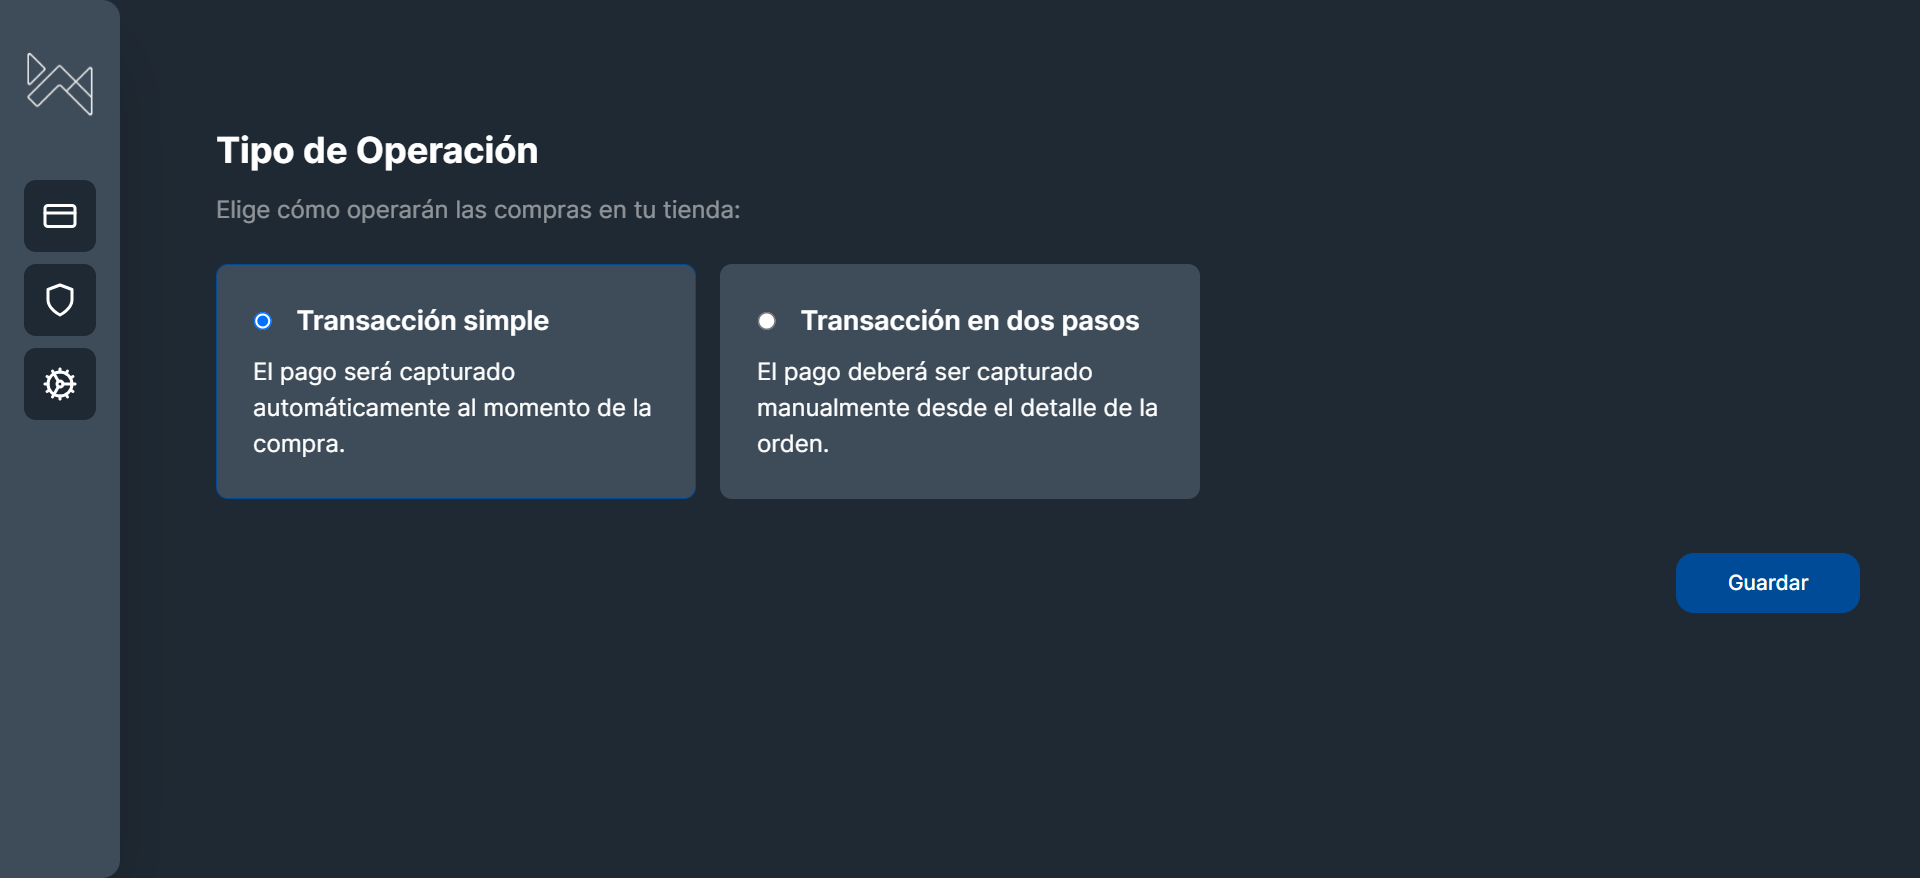 Tipo de Operación
Elige cómo operarán las compras en tu tienda:
Transacción simple
El pago será capturado
automáticamente al momento de la
compra.
Transacción en dos pasos
El pago deberá ser capturado
manualmente desde el detalle de la
orden.
Guardar